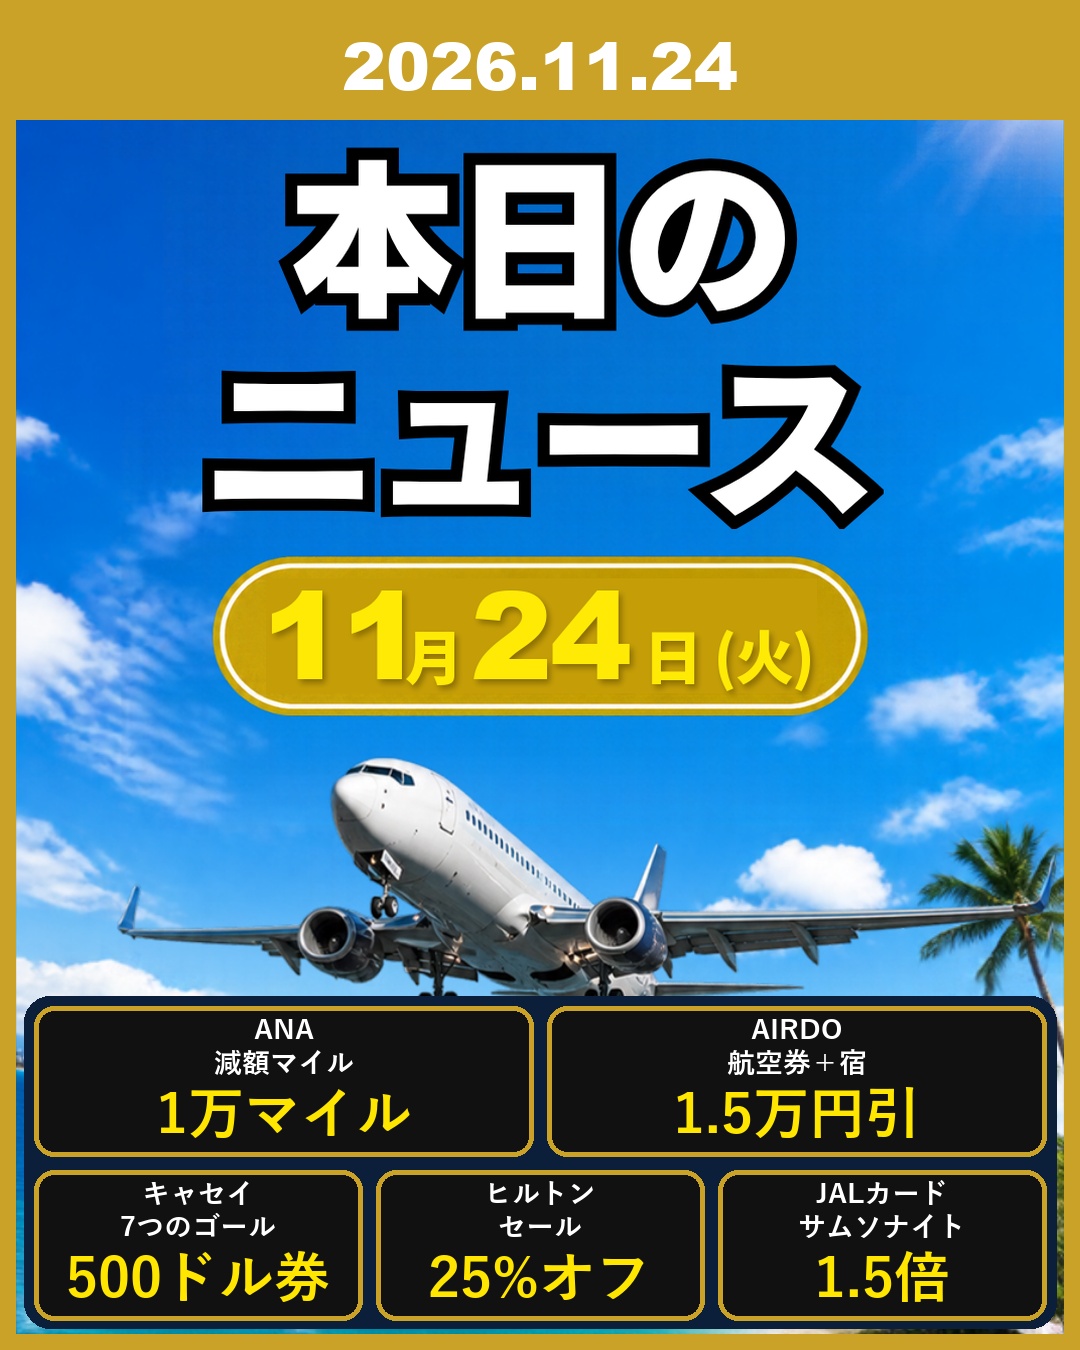 2026.11.24
本日の
ニュース
11月24日(火)
ANA
減額マイル
1万マイル
AIRDO
航空券＋宿
1.5万円引
キャセイ
7つのゴール
500ドル券
ヒルトン
セール
25%オフ
JALカード
サムソナイト
1.5倍